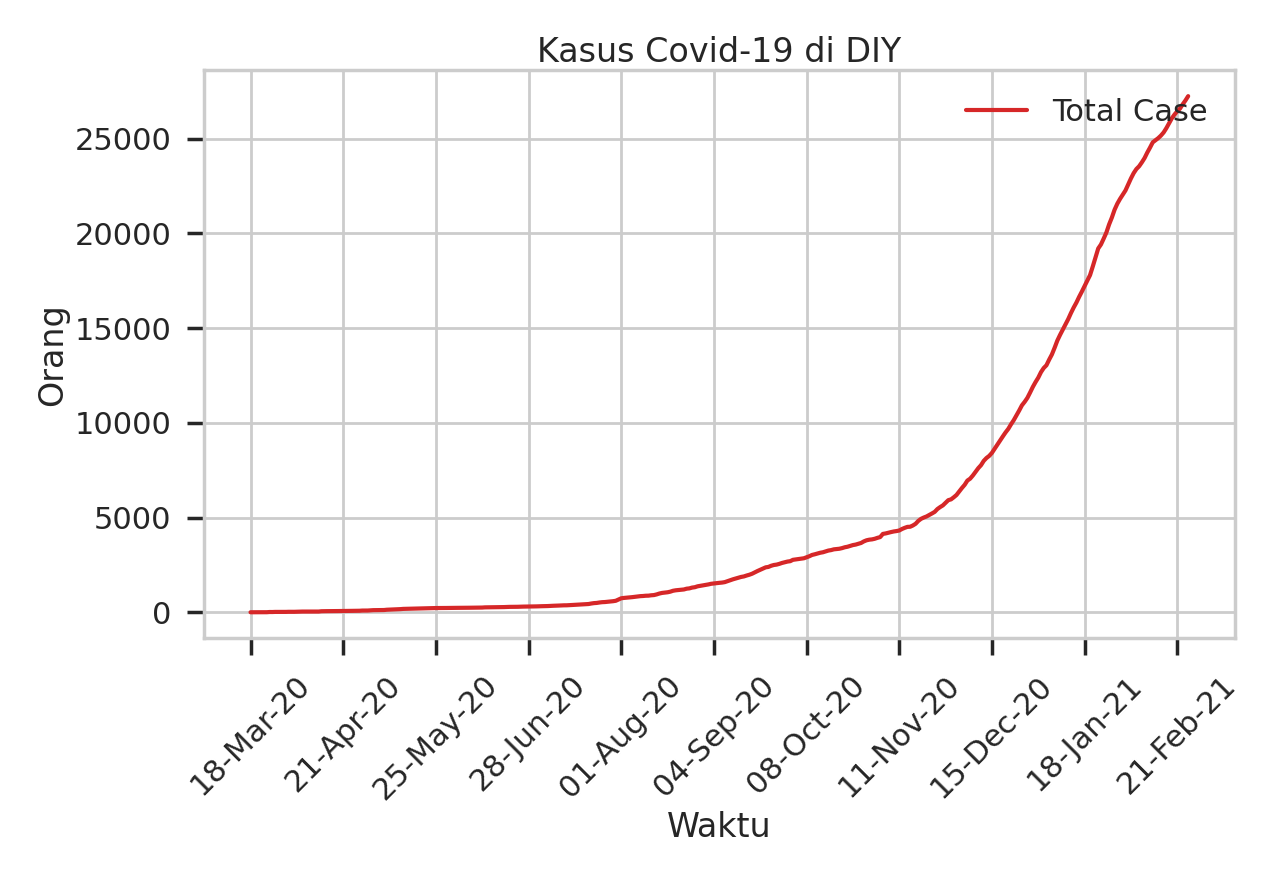 Kasus Covid-19 di DIY
Total Case
Orang
25000
20000
15000
10000
5000
0
18-Mar-20
21-Apr-20
25-May-20
28-Jun-20
01-Aug-20
04-Sep-20
08-Oct-20
11-Nov-20
15-Dec-20
18-Jan-21
21-Feb-21
Waktu